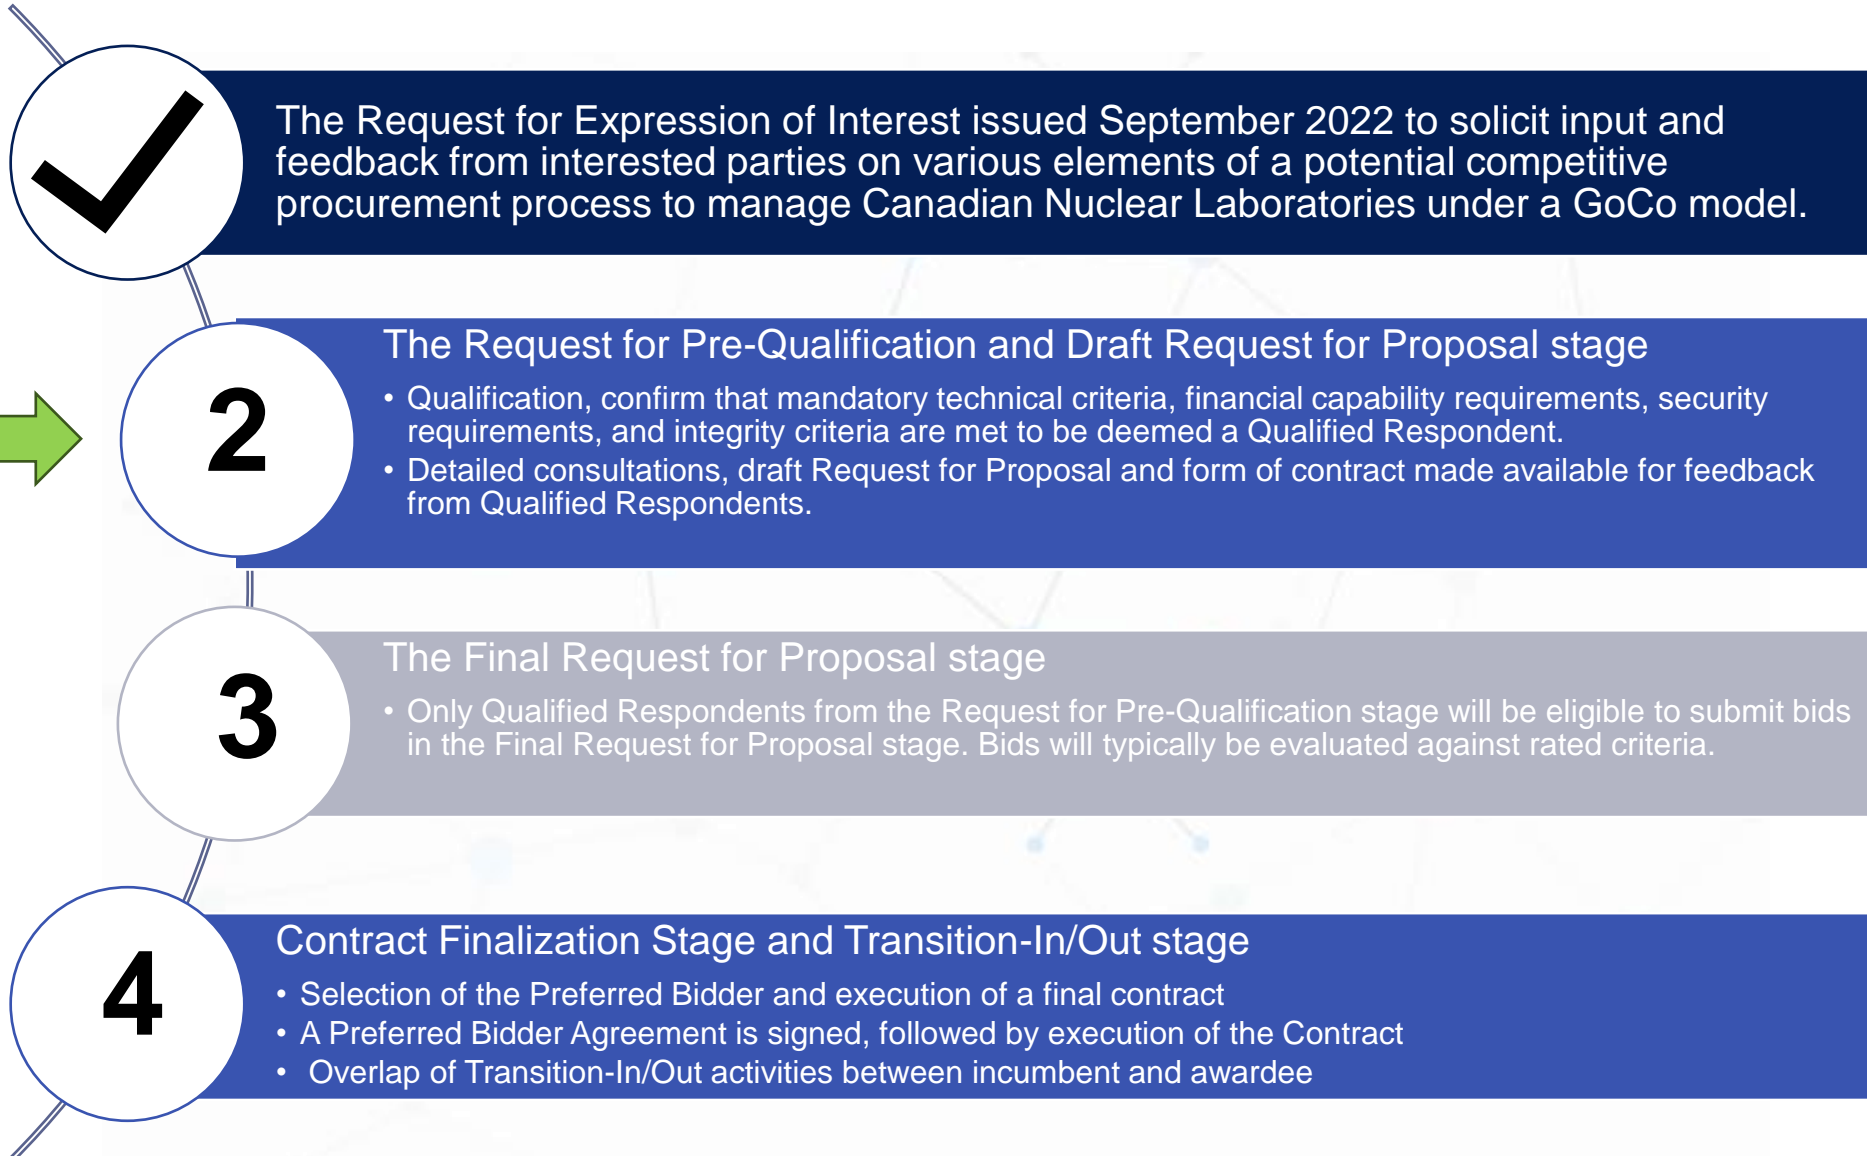 The Request for Expression of Interest issued September 2022 to solicit input and
feedback from interested parties on various elements of a potential competitive
procurement process to manage Canadian Nuclear Laboratories under a GoCo model.
2
The Request for Pre-Qualification and Draft Request for Proposal stage
• Qualification, confirm that mandatory technical criteria, financial capability requirements, security
requirements, and integrity criteria are met to be deemed a Qualified Respondent.
• Detailed consultations, draft Request for Proposal and form of contract made available for feedback
from Qualified Respondents.
3
The Final Request for Proposal stage
• Only Qualified Respondents from the Request for Pre-Qualification stage will be eligible to submit bids
in the Final Request for Proposal stage. Bids will typically be evaluated against rated criteria.
4
Contract Finalization Stage and Transition-In/Out stage
• Selection of the Preferred Bidder and execution of a final contract
• A Preferred Bidder Agreement is signed, followed by execution of the Contract
• Overlap of Transition-In/Out activities between incumbent and awardee